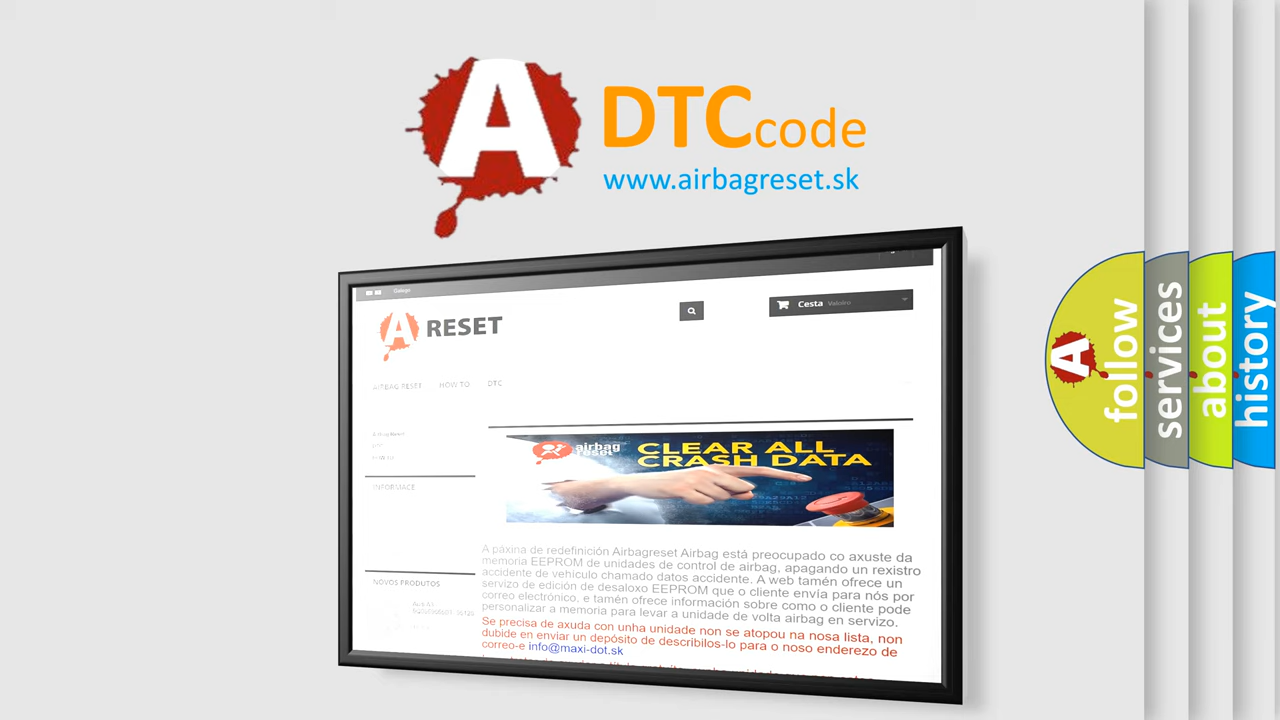 A
DTCcode
www.airbagreset.sk
Galego
A RESET
Cesta Valeiro
AIRBAG RESET HOW TO DTC
INFORMACE
NOVOS PRODUTOS
airbag
reset
CLEAR ALL
CRASH DATA
A páxina de redefinición Airbagreset Airbag está preocupado co axuste da
memoria EEPROM de unidades de control de airbag, apagando un rexistro
accidente de vehículo chamado datos accidente. A web tamén ofrece un
servizo de edición de desaloxo EEPROM que o cliente envía para nós por
correo electrónico, e tamén ofrece información sobre como o cliente pode
personalizar a memoria para levar a unidade de volta airbag en servizo.
Se precisa de axuda con unha unidade non se atopou na nosa lista, non
dubide en enviar un depósito de describilos-lo para o noso enderezo de
correo-e info@maxi-dot.sk
A
follow
services
about
history